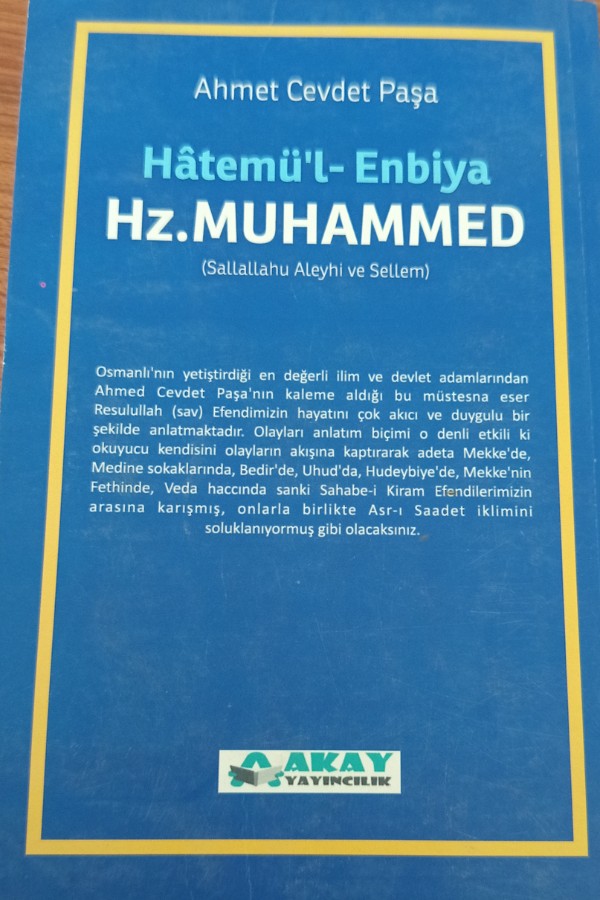 Ahmet Cevdet Paşa
Hâtemü'l- Enbiya
Hz.MUHAMMED
(Sallallahu Aleyhi ve Sellem)
Osmanlı'nın yetiştirdiği en değerli ilim ve devlet adamlarından
Ahmed Cevdet Paşa'nın kaleme aldığı bu müstesna eser
Resulullah (sav) Efendimizin hayatını çok akıcı ve duygulu bir
şekilde anlatmaktadır. Olayları anlatım biçimi o denli etkili ki
okuyucu kendisini olayların akışına kaptırarak adeta Mekke'de,
Medine sokaklarında, Bedir'de, Uhud'da, Hudeybiye'de, Mekke'nin
Fethinde, Veda haccında sanki Sahabe-i Kiram Efendilerimizin
arasına karışmış, onlarla birlikte Asr-ı Saadet iklimini
soluklanıyormuş gibi olacaksınız.
AKAY
YAYINCILIK